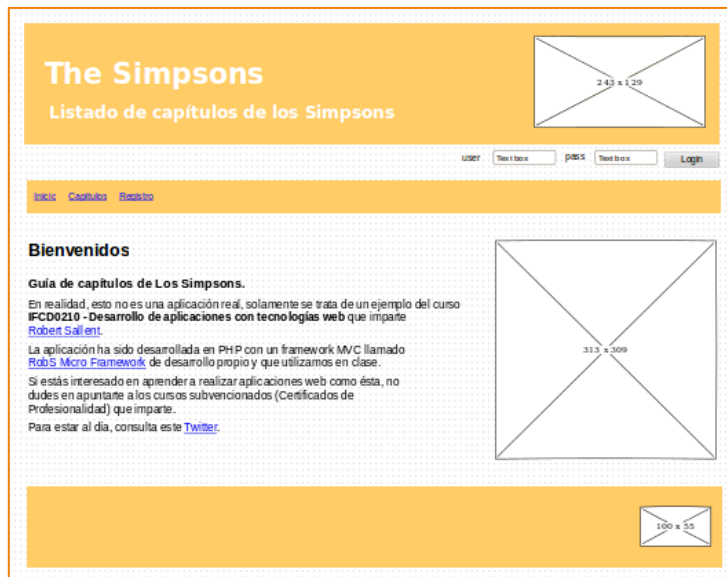 The Simpsons
Listado de capítulos de los Simpsons
243 x 129
user Text box pass Text box Login
Inicio Capítulos Registro
Bienvenidos
Guía de capítulos de Los Simpsons.
En realidad, esto no es una aplicación real, solamente se trata de un ejemplo del curso
IFCD0210 - Desarrollo de aplicaciones con tecnologías web que imparte
Robert Sallent.
La aplicación ha sido desarrollada en PHP con un framework MVC llamado
RobS Micro Framework de desarrollo propio y que utilizamos en clase.
Si estás interesado en aprender a realizar aplicaciones web como ésta, no
dudes en apuntarte a los cursos subvencionados (Certificados de
Profesionalidad) que imparte.
Para estar al día, consulta este Twitter.
313 x 309
100 x 55